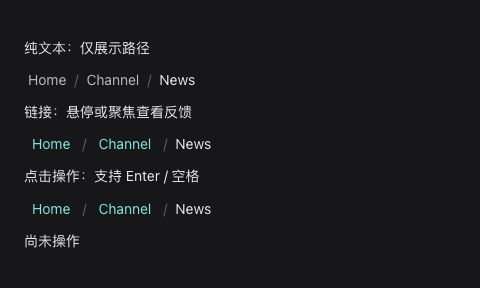 纯文本：仅展示路径
Home / Channel / News
链接：悬停或聚焦查看反馈
Home / Channel / News
点击操作：支持 Enter / 空格
Home / Channel / News
尚未操作